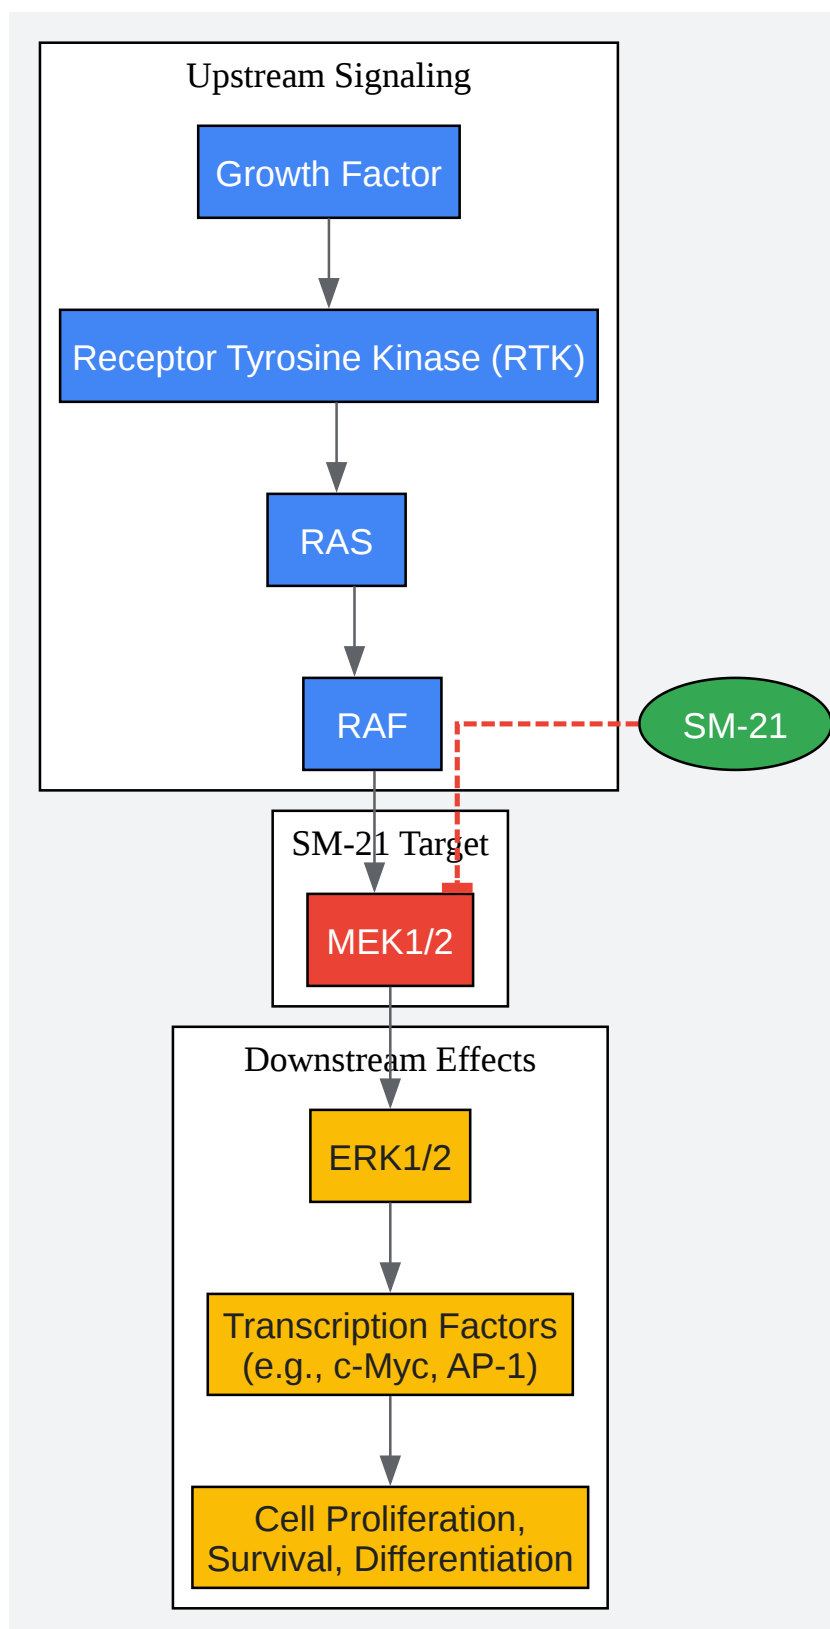 Upstream Signaling
Growth Factor
Receptor Tyrosine Kinase (RTK)
RAS
RAF
SM-21
SM-21 Target
MEK1/2
Downstream Effects
ERK1/2
Transcription Factors
(e.g., c-Myc, AP-1)
Cell Proliferation,
Survival, Differentiation